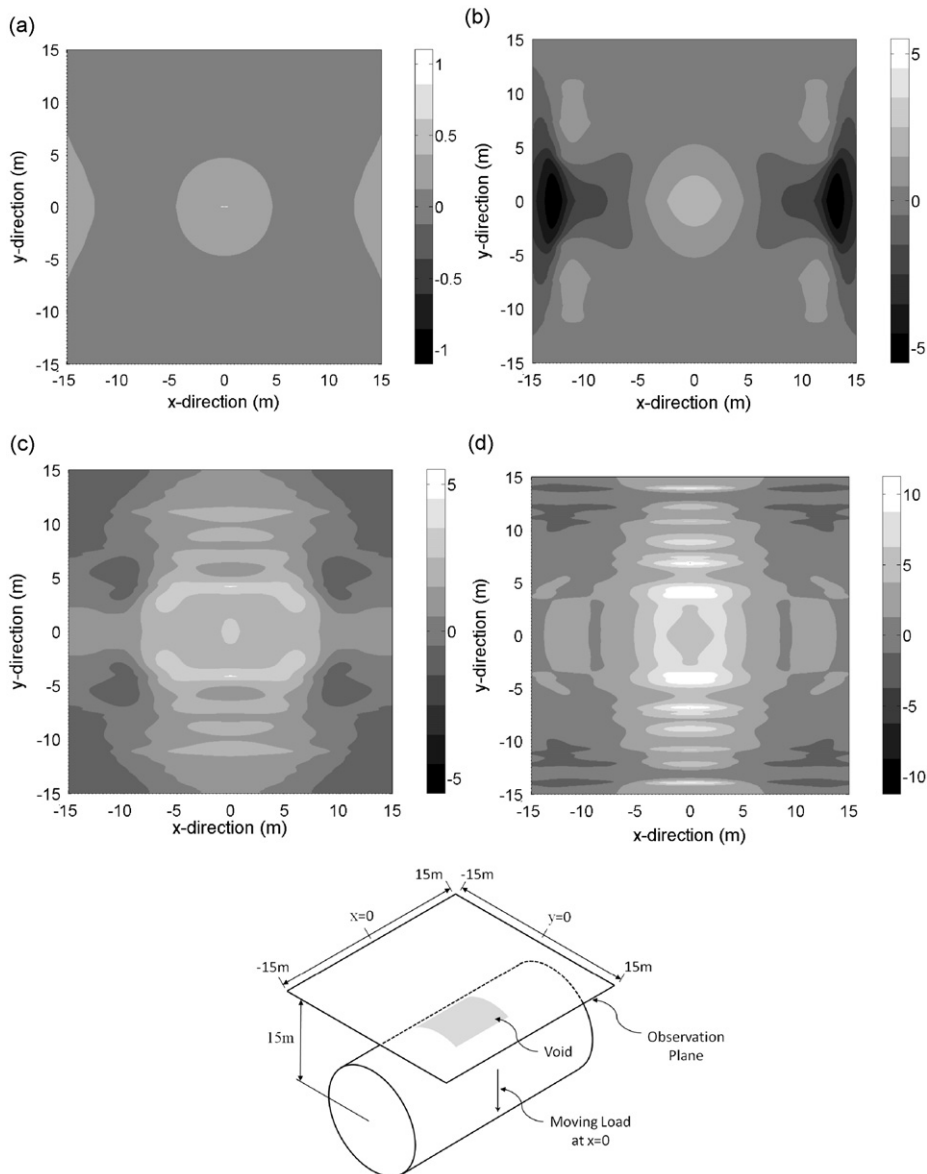 (a)
15
10
5
0
-5
-10
-15
-15 -10 -5 0 5 10 15
y-direction (m)
x-direction (m)
1
0.5
0
-0.5
-1
(b)
15
10
5
0
-5
-10
-15
-15 -10 -5 0 5 10 15
y-direction (m)
x-direction (m)
5
0
-5
(c)
15
10
5
0
-5
-10
-15
-15 -10 -5 0 5 10 15
y-direction (m)
x-direction (m)
5
0
-5
(d)
15
10
5
0
-5
-10
-15
-15 -10 -5 0 5 10 15
y-direction (m)
x-direction (m)
10
5
0
-5
-10
15m -15m
x=0 y=0
-15m 15m
15m
Void
Observation
Plane
Moving Load
at x=0